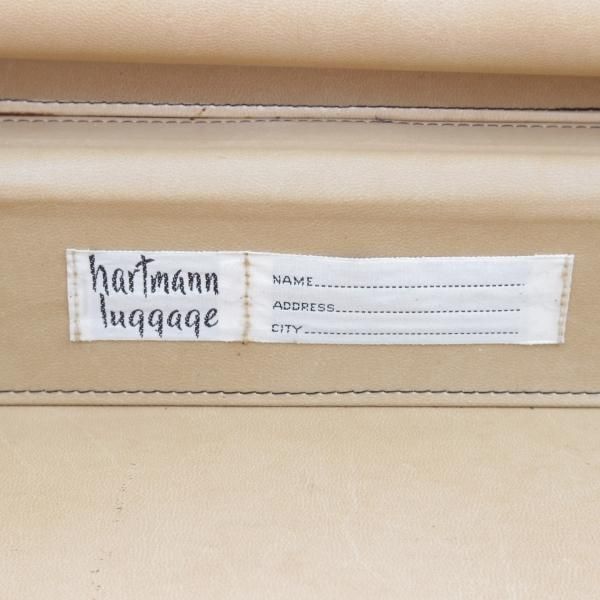 hartmann
luggage
NAME
ADDRESS
CITY